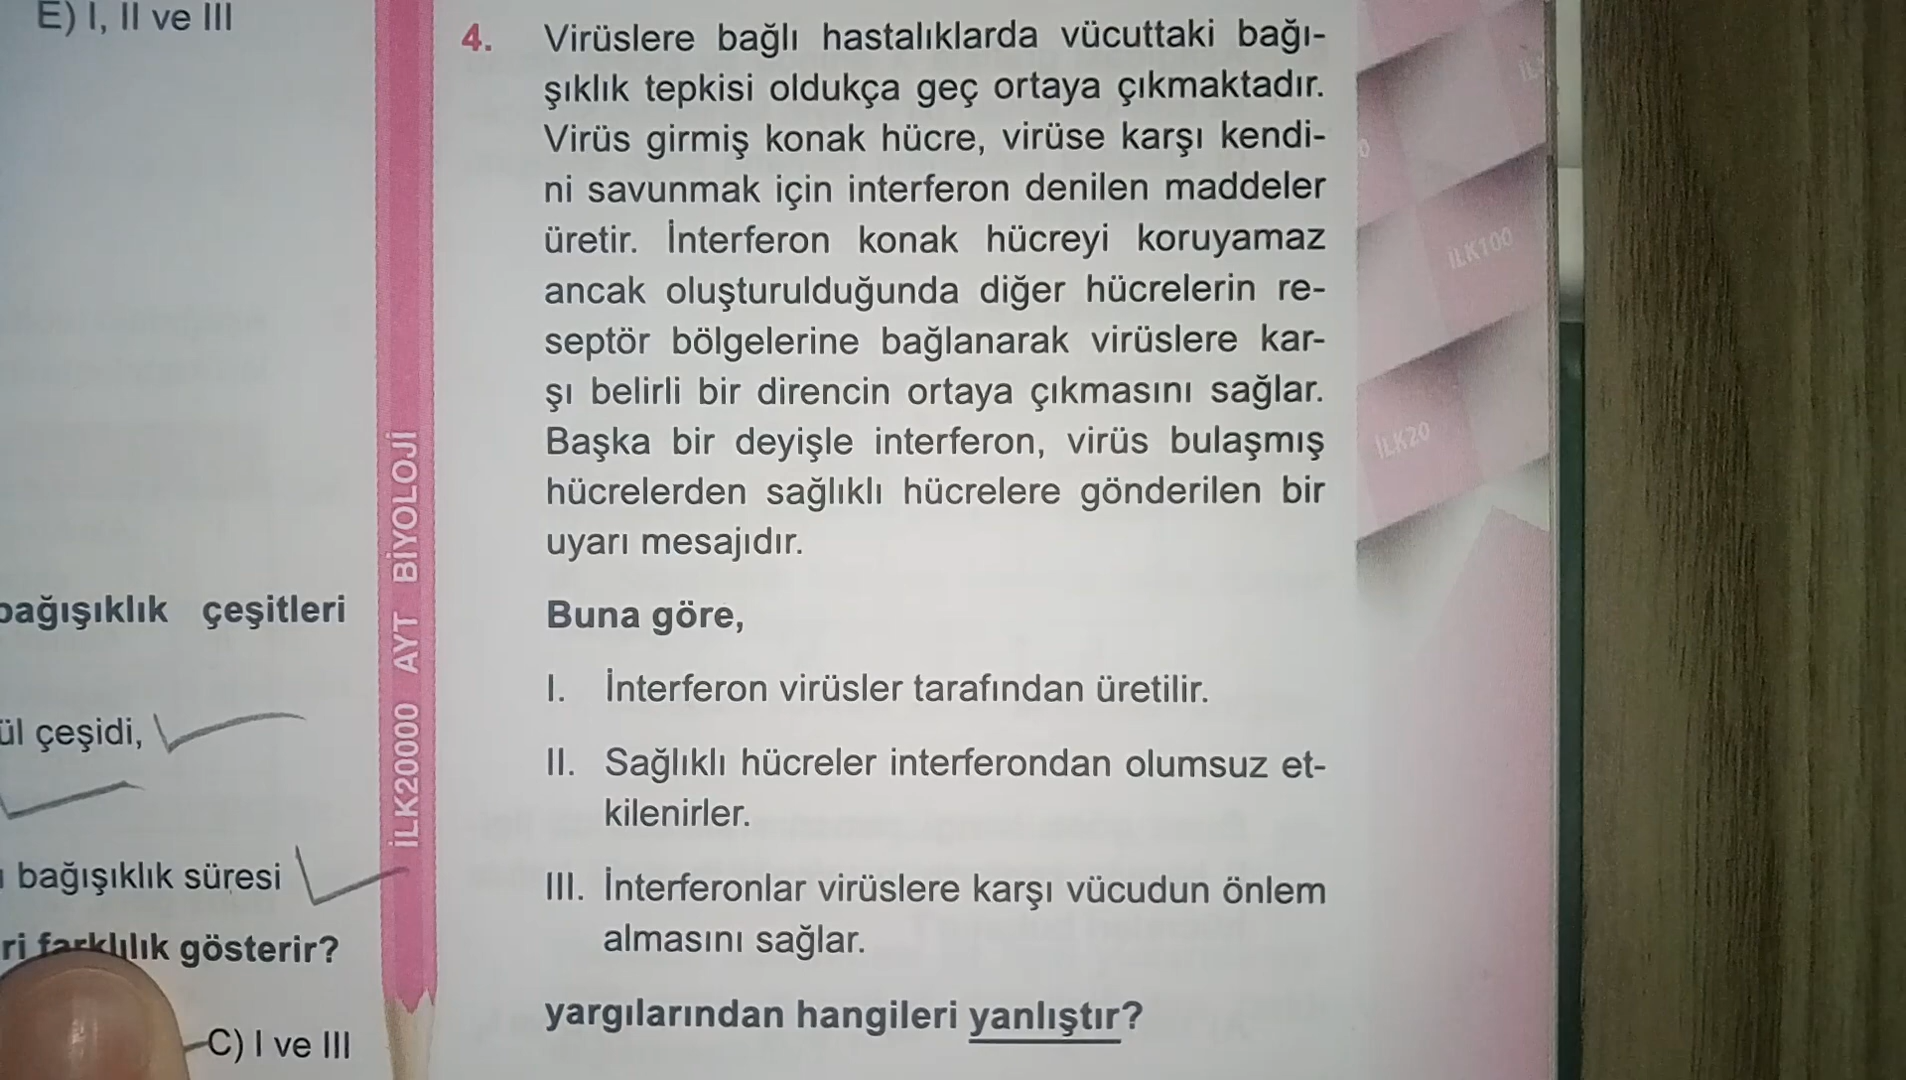 E) I, II ve III
bağışıklık çeşitleri
çeşidi,
bağışıklık süresi
farklılık gösterir?
C) I ve III
İLK20000 AYT BİYOLOJİ
4. Virüslere bağlı hastalıklarda vücuttaki bağı-
şıklık tepkisi oldukça geç ortaya çıkmaktadır.
Virüs girmiş konak hücre, virüse karşı kendi-
ni savunmak için interferon denilen maddeler
üretir. İnterferon konak hücreyi koruyamaz
ancak oluşturulduğunda diğer hücrelerin re-
septör bölgelerine bağlanarak virüslere kar-
şı belirli bir direncin ortaya çıkmasını sağlar.
Başka bir deyişle interferon, virüs bulaşmış
hücrelerden sağlıklı hücrelere gönderilen bir
uyarı mesajıdır.
Buna göre,
I. İnterferon virüsler tarafından üretilir.
II. Sağlıklı hücreler interferondan olumsuz et-
kilenirler.
III. İnterferonlar virüslere karşı vücudun önlem
almasını sağlar.
yargılarından hangileri yanlıştır?
İLK100
İLK20